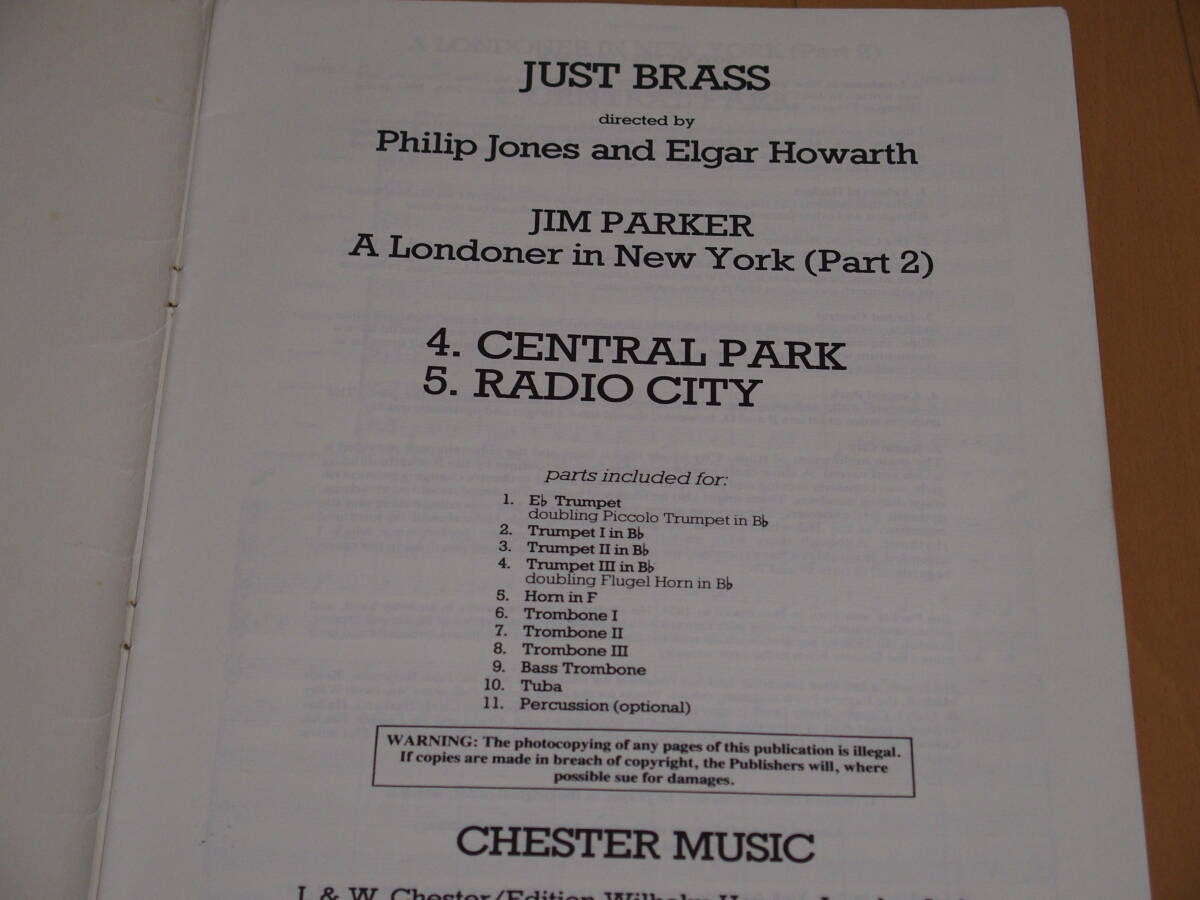 JUST BRASS
directed by
Philip Jones and Elgar Howarth
JIM PARKER
A Londoner in New York (Part 2)
4. CENTRAL PARK
5. RADIO CITY
parts included for:
1. E♭ Trumpet
doubling Piccolo Trumpet in B♭
2. Trumpet I in B♭
3. Trumpet II in B♭
4. Trumpet III in B♭
doubling Flugel Horn in B♭
5. Horn in F
6. Trombone I
7. Trombone II
8. Trombone III
9. Bass Trombone
10. Tuba
11. Percussion (optional)
WARNING: The photocopying of any pages of this publication is illegal.
If copies are made in breach of copyright, the Publishers will, where
possible sue for damages.
CHESTER MUSIC
J. & W. Chester/Edition Wilhelm